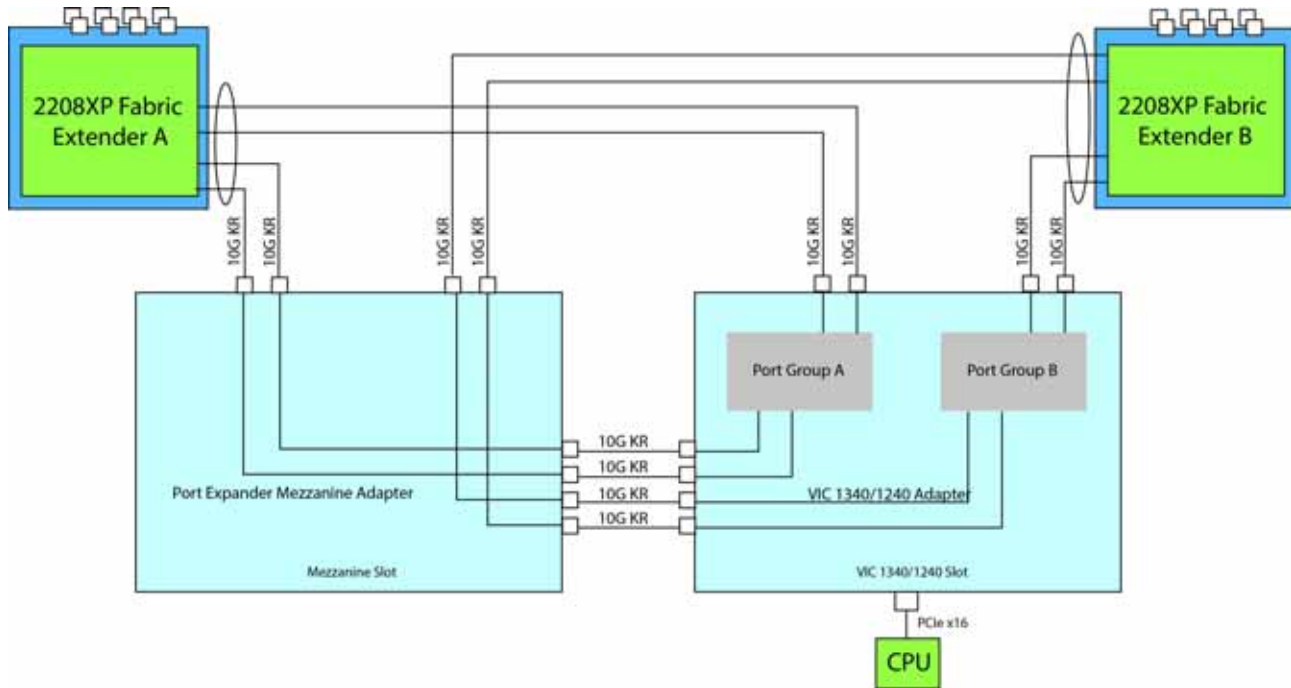 2208XP Fabric
Extender A
2208XP Fabric
Extender B
10G KR
10G KR
10G KR
10G KR
10G KR
10G KR
10G KR
10G KR
Port Group A
Port Group B
10G KR
10G KR
10G KR
10G KR
Port Expander Mezzanine Adapter
VIC 1340/1240 Adapter
Mezzanine Slot
VIC 1340/1240 Slot
PCIe x16
CPU